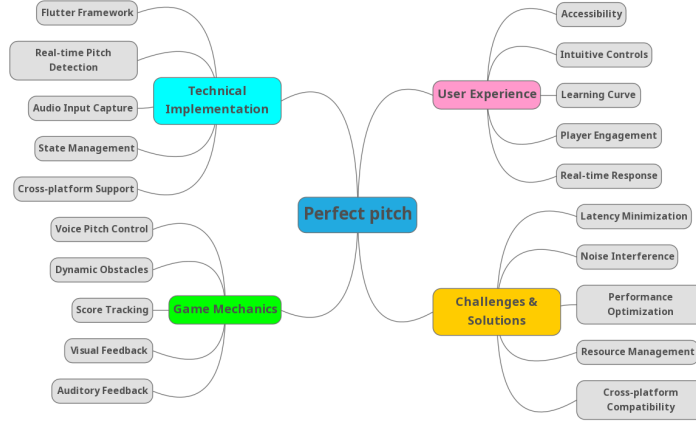 Perfect pitch
Technical
Implementation
Flutter Framework
Real-time Pitch
Detection
Audio Input Capture
State Management
Cross-platform Support
Game Mechanics
Voice Pitch Control
Dynamic Obstacles
Score Tracking
Visual Feedback
Auditory Feedback
User Experience
Accessibility
Intuitive Controls
Learning Curve
Player Engagement
Real-time Response
Challenges &
Solutions
Latency Minimization
Noise Interference
Performance
Optimization
Resource Management
Cross-platform
Compatibility